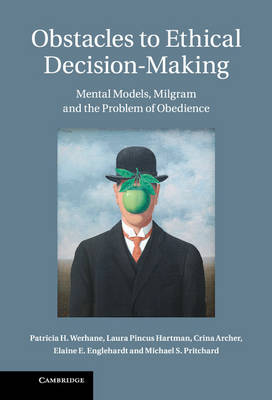 Obstacles to Ethical
Decision-Making
Mental Models, Milgram
and the Problem of Obedience
Patricia H. Werhane, Laura Pincus Hartman, Crina Archer,
Elaine E. Englehardt and Michael S. Pritchard
CAMBRIDGE